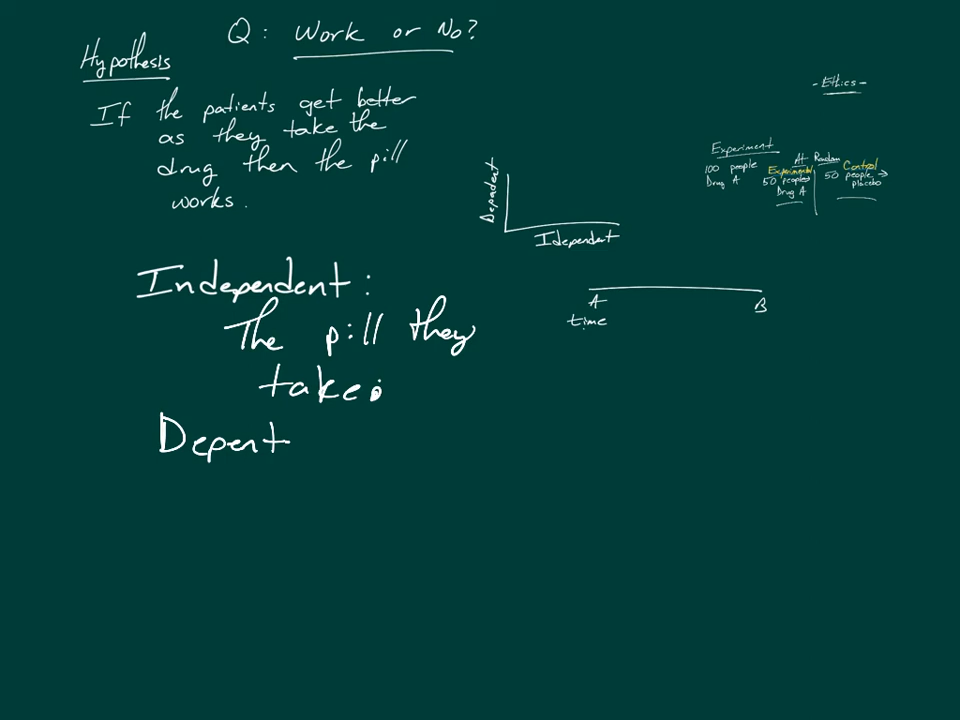 Q: Work or No?
Hypothesis
If the patients get better
as they take the
drug then the pill
works.
-Ethics-
Experiment
100 people
Drug A
At Random
Experimental
50 people
Drug A
Control
50 people
placebo
Dependent
Idependent
A
B
time
Independent:
The pill they
take:
Depent